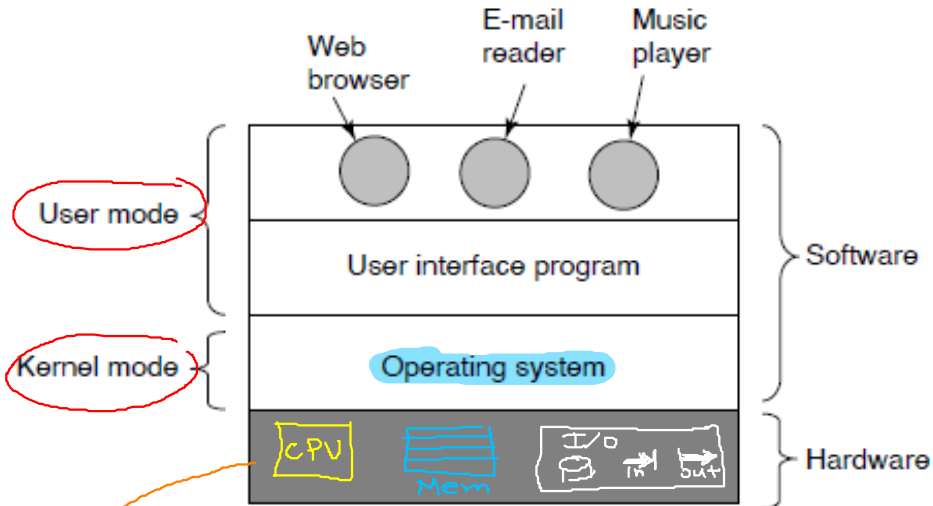 Web
browser
E-mail
reader
Music
player
User mode
User interface program
Software
Kernel mode
Operating system
CPU
Mem
I/O
in
out
Hardware